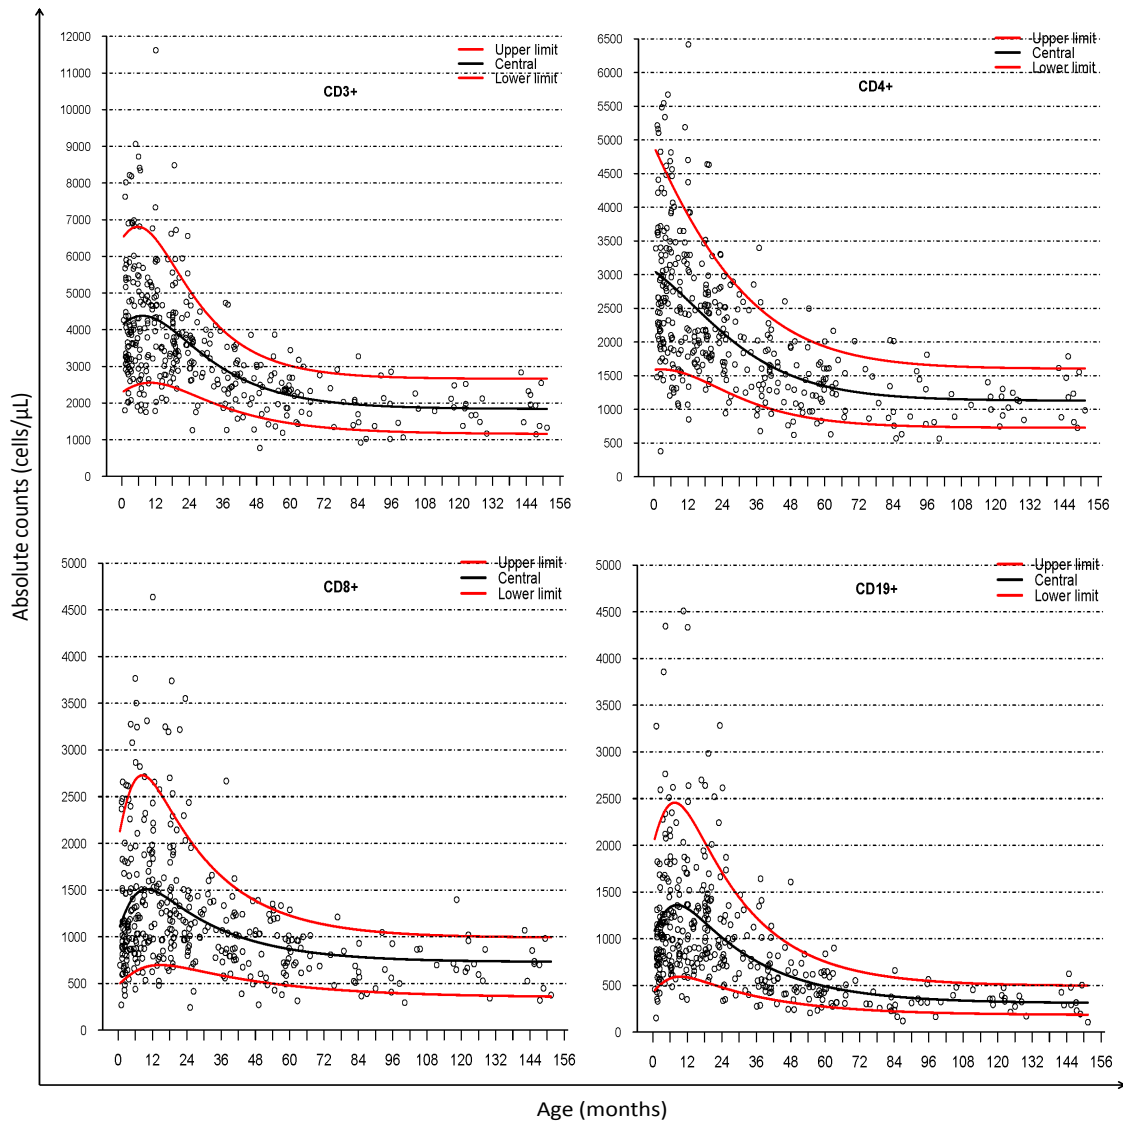 Absolute counts (cells/µL)
12000
11000
10000
9000
8000
7000
6000
5000
4000
3000
2000
1000
0
CD3+
Upper limit
Central
Lower limit
0 12 24 36 48 60 72 84 96 108 120 132 144 156
6500
6000
5500
5000
4500
4000
3500
3000
2500
2000
1500
1000
500
0
CD4+
Upper limit
Central
Lower limit
0 12 24 36 48 60 72 84 96 108 120 132 144 156
5000
4500
4000
3500
3000
2500
2000
1500
1000
500
0
CD8+
Upper limit
Central
Lower limit
0 12 24 36 48 60 72 84 96 108 120 132 144 156
5000
4500
4000
3500
3000
2500
2000
1500
1000
500
0
CD19+
Upper limit
Central
Lower limit
0 12 24 36 48 60 72 84 96 108 120 132 144 156
Age (months)